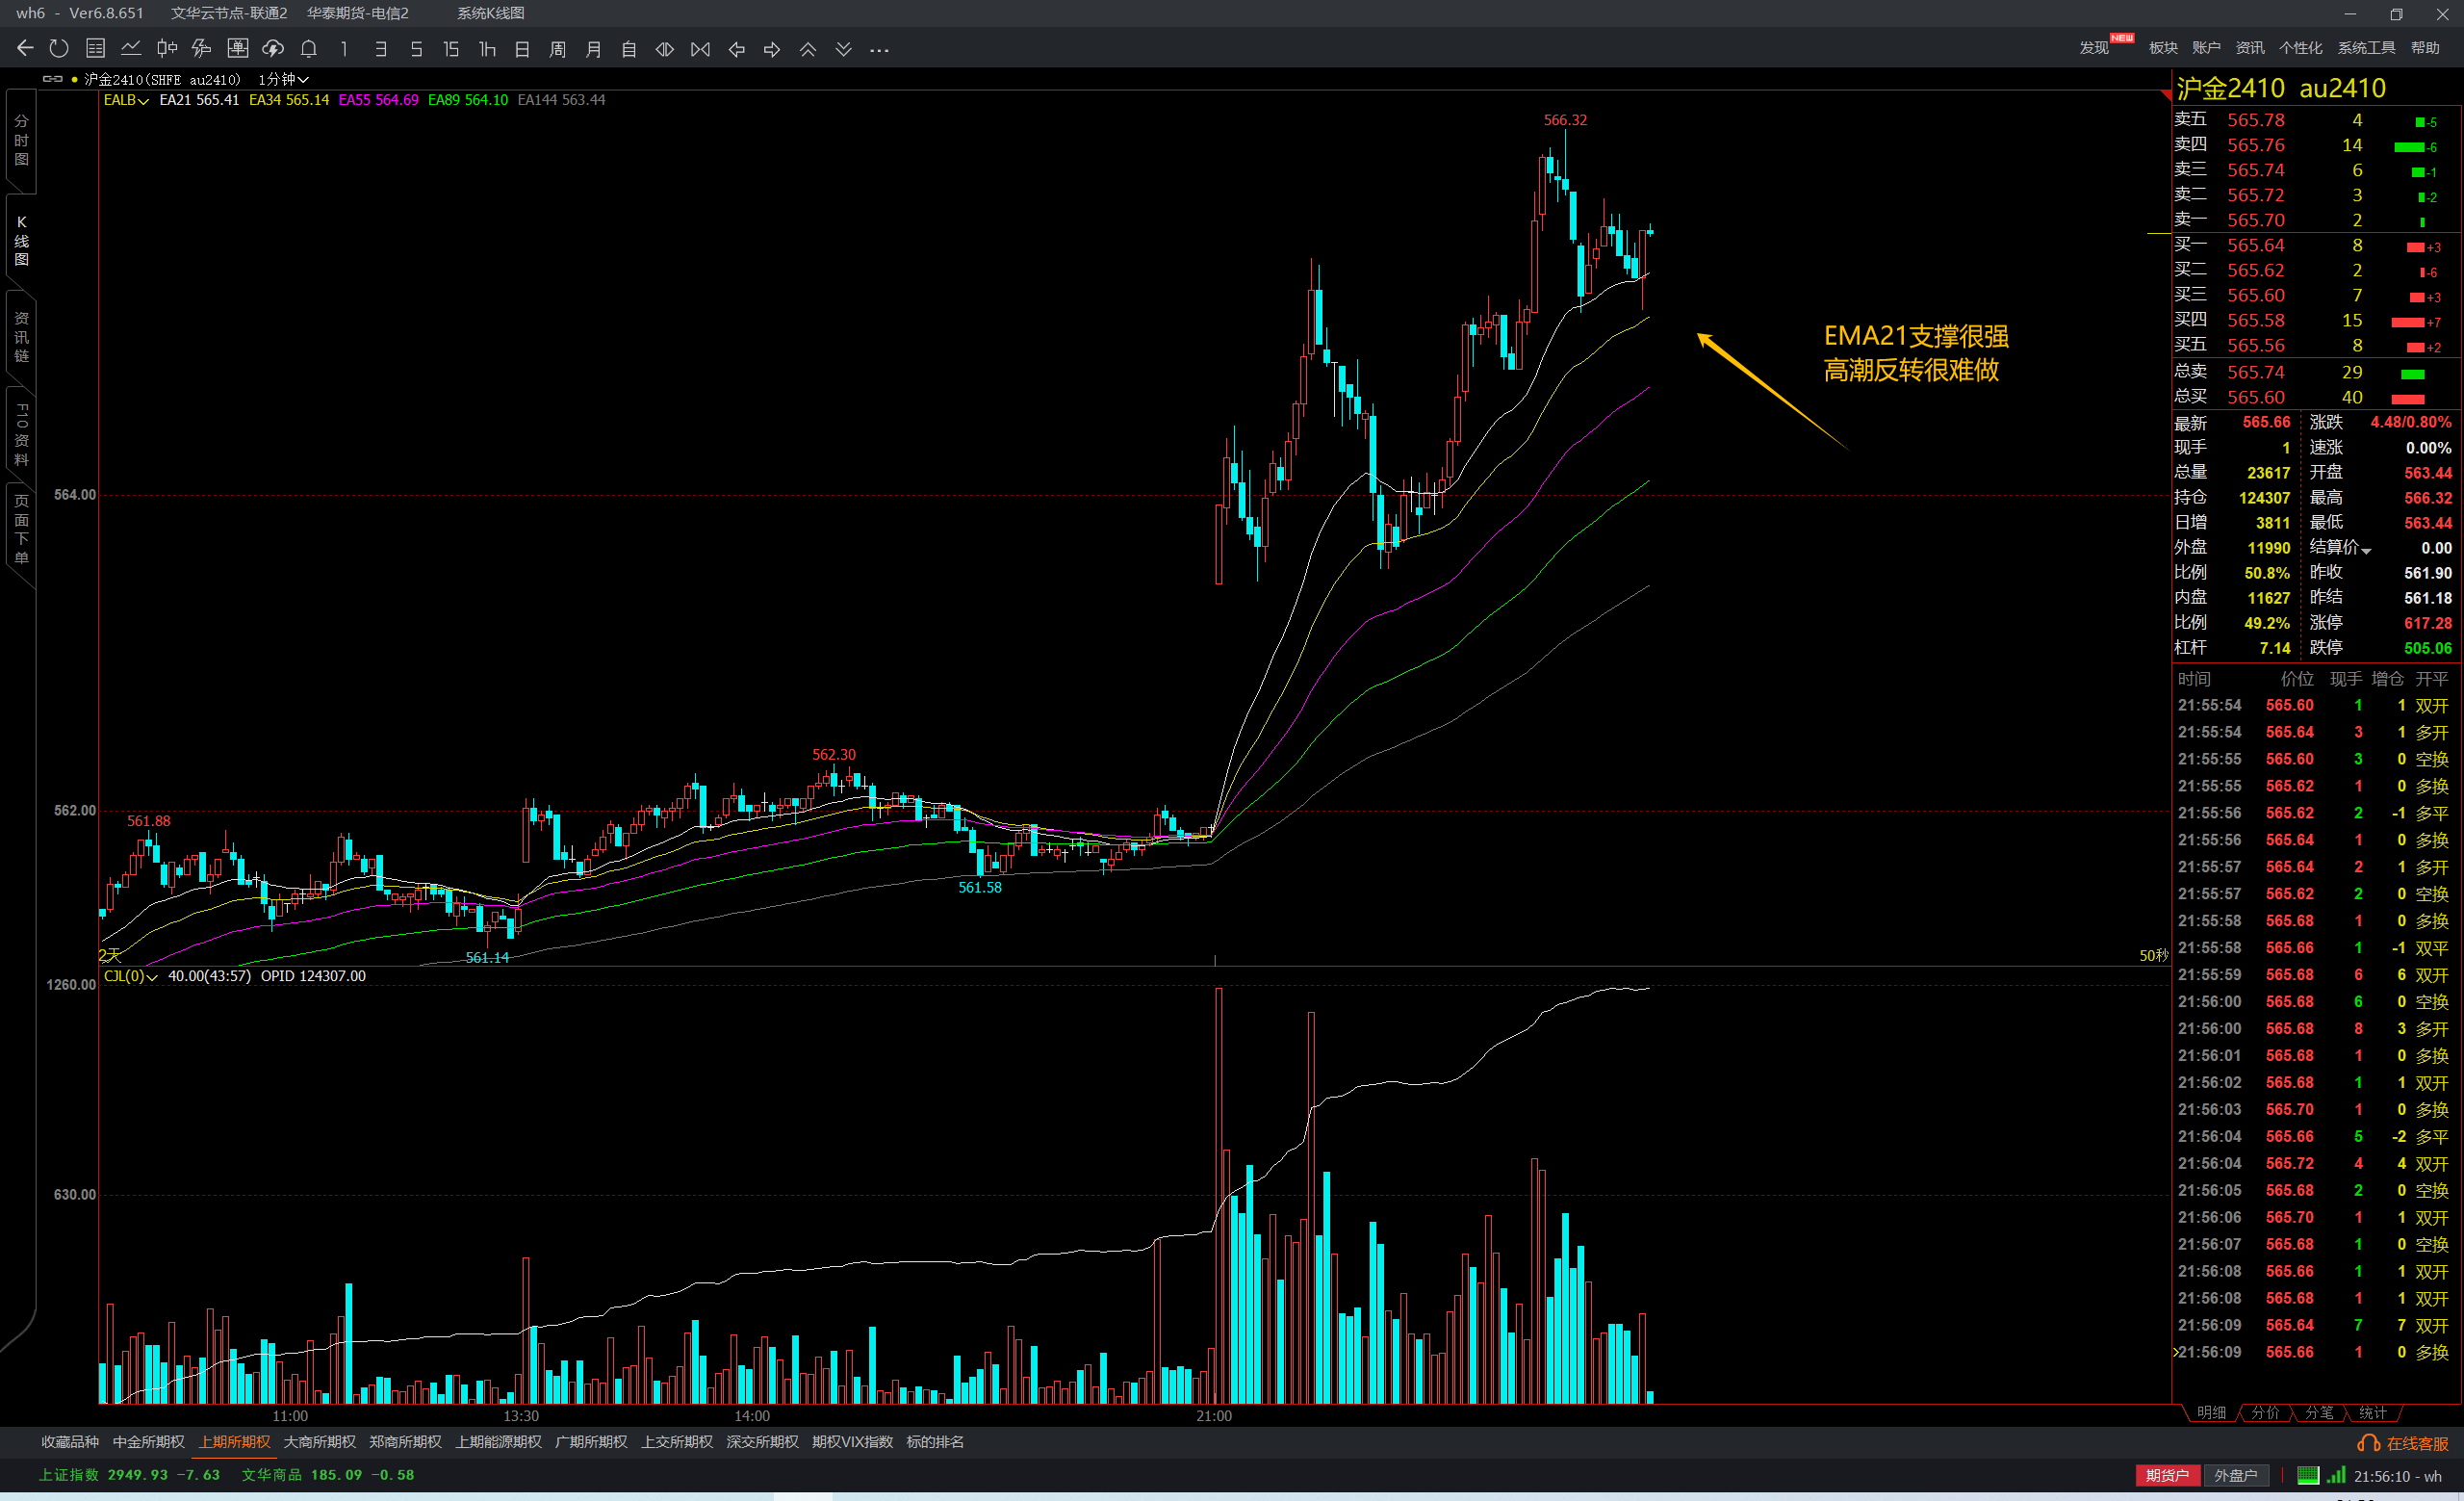 wh6 - Ver6.8.651 文华云节点-联通2 华泰期货-电信2 系统K线图
1 3 5 15 1h 日 周 月 自 ... 发现 NEW 板块 账户 资讯 个性化 系统工具 帮助
沪金2410(SHFE au2410) 1分钟
EALB EA21 565.41 EA34 565.14 EA55 564.69 EA89 564.10 EA144 563.44
分时图
K线图
资讯链
F10资料
页面下单
566.32
EMA21支撑很强
高潮反转很难做
564.00
562.30
562.00
561.88
561.58
561.14
2天
50秒
CJL(0) 40.00(43:57) OPID 124307.00
1260.00
630.00
11:00 13:30 14:00 21:00
沪金2410 au2410
卖五 565.78 4 -5
卖四 565.76 14 -6
卖三 565.74 6 -1
卖二 565.72 3 -2
卖一 565.70 2
买一 565.64 8 +3
买二 565.62 2 -6
买三 565.60 7 +3
买四 565.58 15 +7
买五 565.56 8 +2
总卖 565.74 29
总买 565.60 40
最新 565.66 涨跌 4.48/0.80%
现手 1 速涨 0.00%
总量 23617 开盘 563.44
持仓 124307 最高 566.32
日增 3811 最低 563.44
外盘 11990 结算价 0.00
比例 50.8% 昨收 561.90
内盘 11627 昨结 561.18
比例 49.2% 涨停 617.28
杠杆 7.14 跌停 505.06
时间 价位 现手 增仓 开平
21:55:54 565.60 1 1 双开
21:55:54 565.64 3 1 多开
21:55:55 565.60 3 0 空换
21:55:55 565.62 1 0 多换
21:55:56 565.62 2 -1 多平
21:55:56 565.64 1 0 多换
21:55:57 565.64 2 1 多开
21:55:57 565.62 2 0 空换
21:55:58 565.68 1 0 多换
21:55:58 565.66 1 -1 双平
21:55:59 565.68 6 6 双开
21:56:00 565.68 6 0 空换
21:56:00 565.68 8 3 多开
21:56:01 565.68 1 0 多换
21:56:02 565.68 1 1 双开
21:56:03 565.70 1 0 多换
21:56:04 565.66 5 -2 多平
21:56:04 565.72 4 4 双开
21:56:05 565.68 2 0 空换
21:56:06 565.70 1 1 双开
21:56:07 565.68 1 0 空换
21:56:08 565.66 1 1 双开
21:56:08 565.68 1 1 双开
21:56:09 565.64 7 7 双开
21:56:09 565.66 1 0 多换
明细 分价 分笔 统计
收藏品种 中金所期权 上期所期权 大商所期权 郑商所期权 上期能源期权 广期所期权 上交所期权 深交所期权 期权VIX指数 标的排名 在线客服
上证指数 2949.93 -7.63 文华商品 185.09 -0.58 期货户 外盘户 21:56:10 - wh